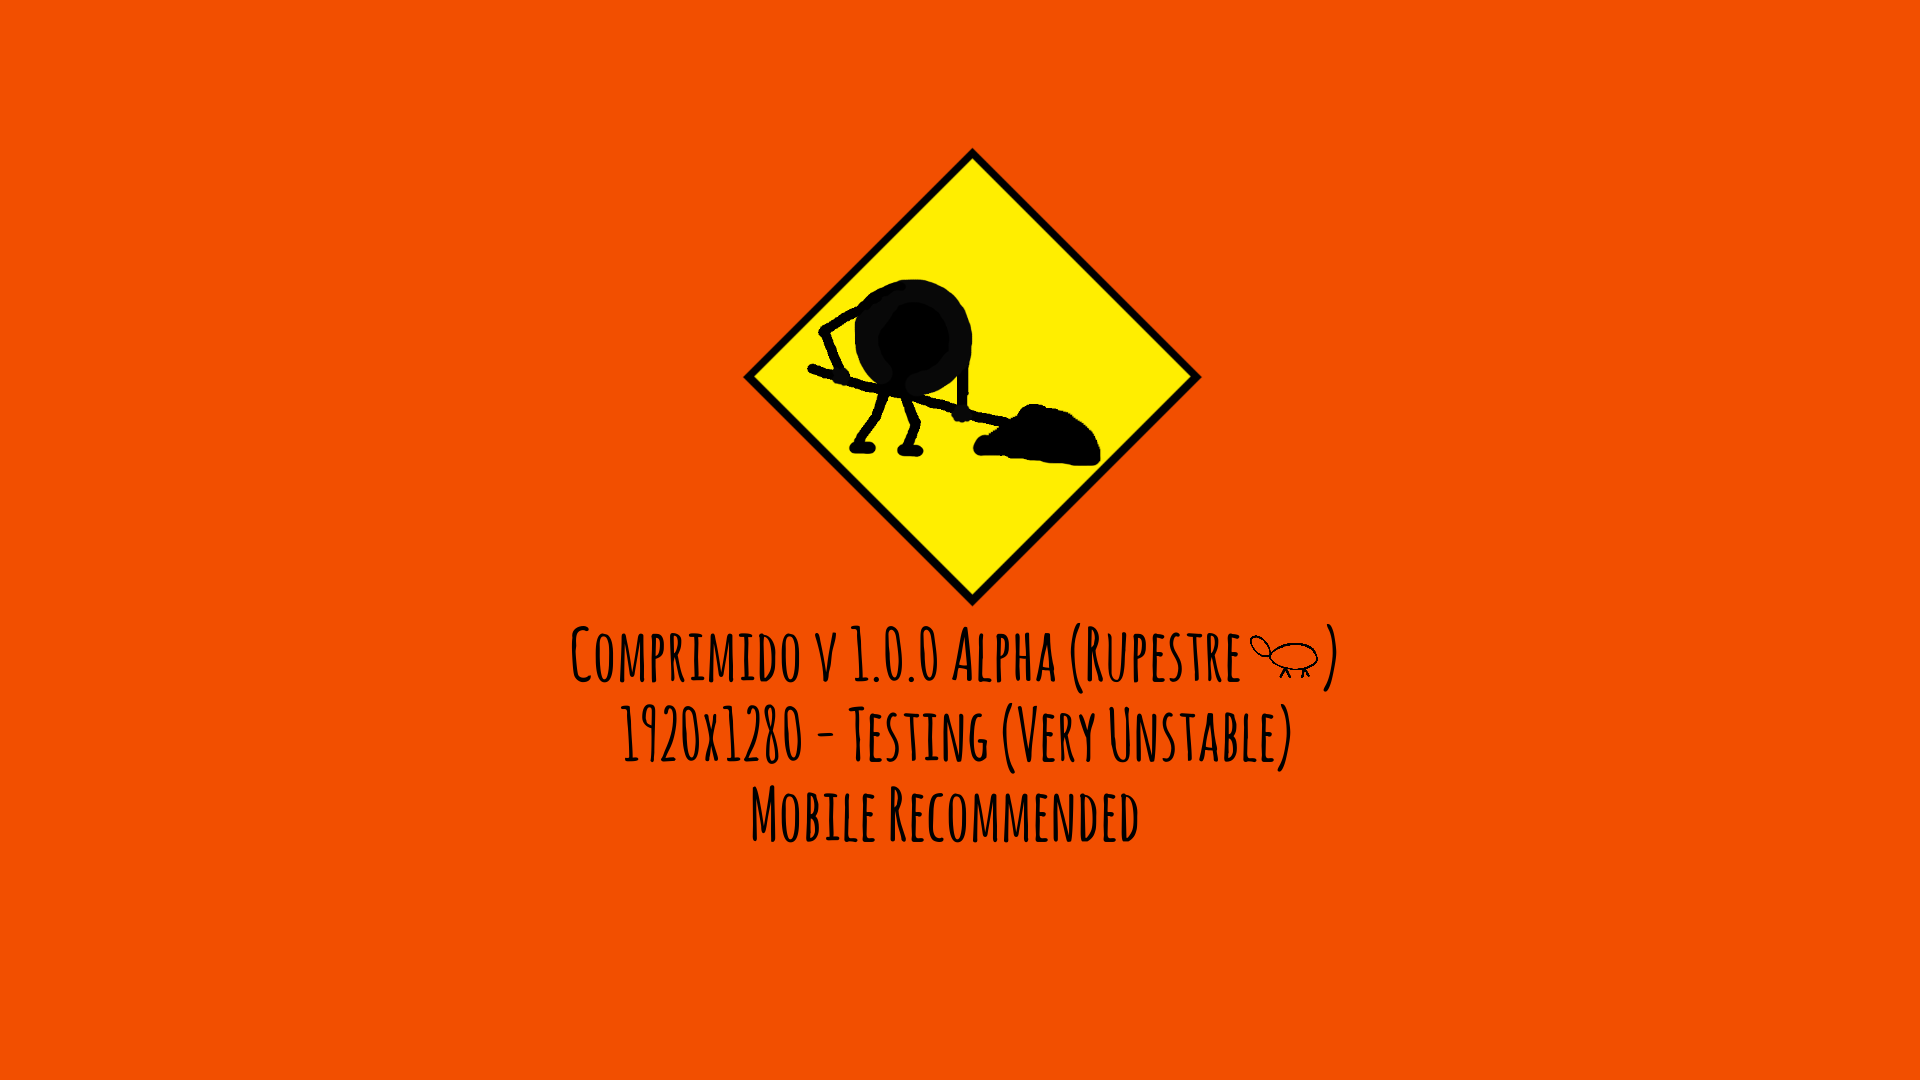 Comprimido v 1.0.0 Alpha (Rupestre )
1920x1280 - Testing (Very Unstable)
Mobile Recommended